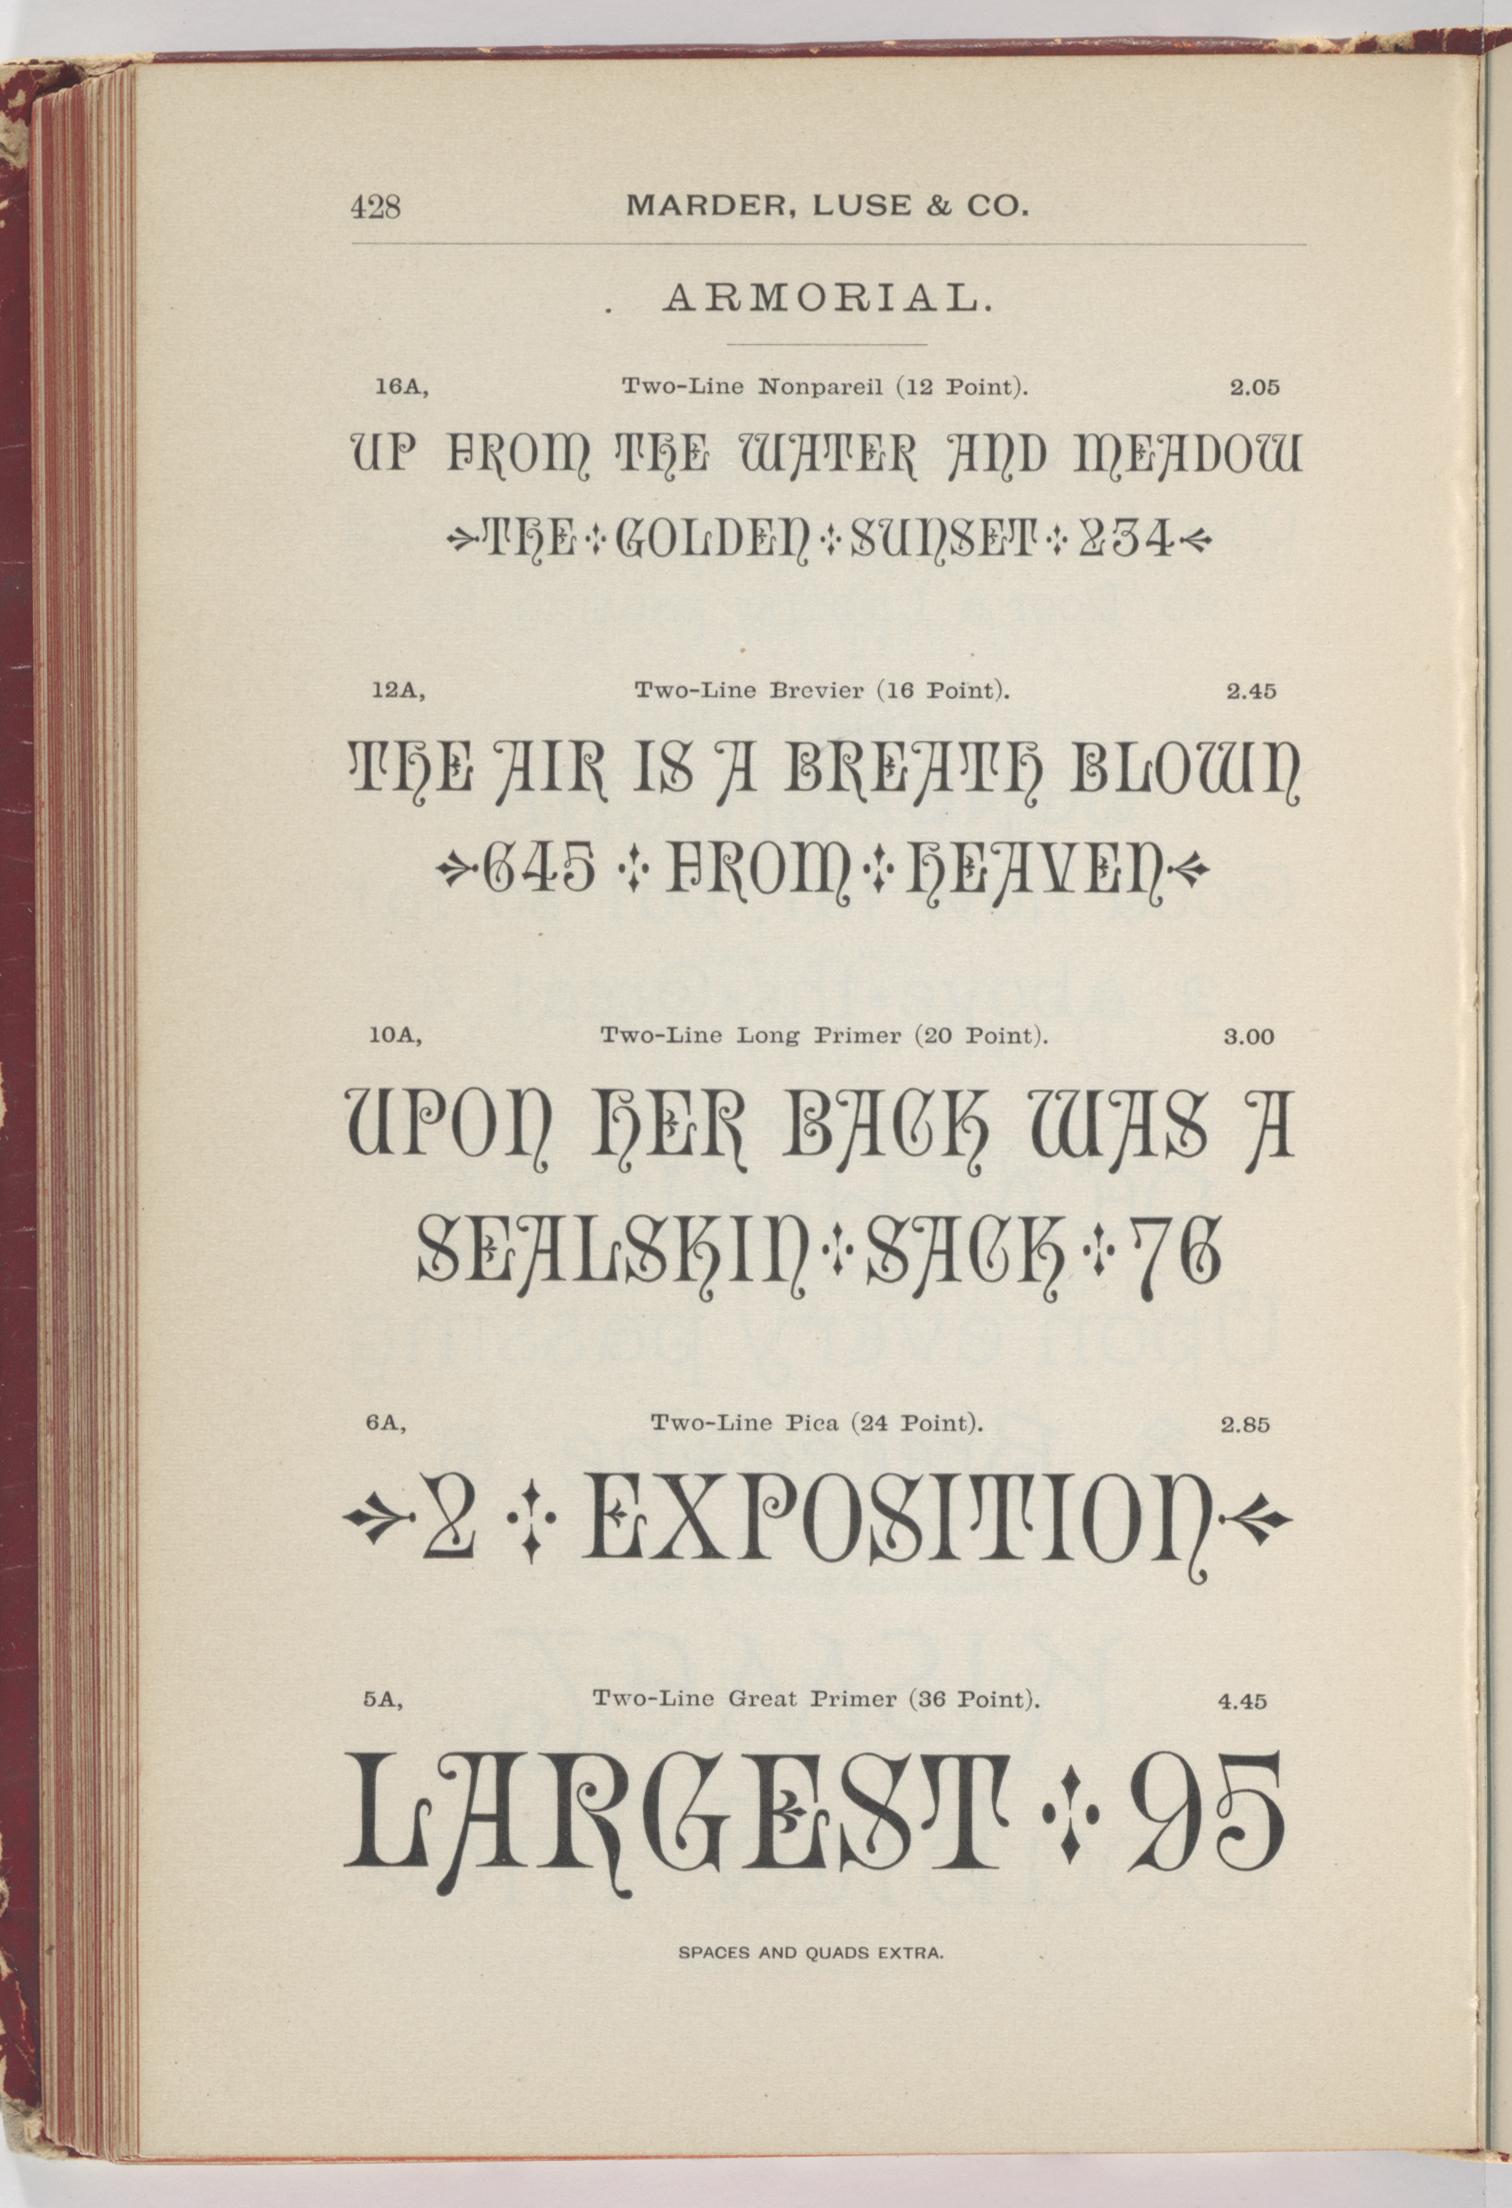 428 MARDER, LUSE & CO.
ARMORIAL.
16A, Two-Line Nonpareil (12 Point). 2.05
UP FROM THE WATER AND MEADOW
THE GOLDEN SUNSET 234
12A, Two-Line Brevier (16 Point). 2.45
THE AIR IS A BREATH BLOWN
645 FROM HEAVEN
10A, Two-Line Long Primer (20 Point). 3.00
UPON HER BACK WAS A
SEALSKIN SACK 76
6A, Two-Line Pica (24 Point). 2.85
2 EXPOSITION
5A, Two-Line Great Primer (36 Point). 4.45
LARGEST 95
SPACES AND QUADS EXTRA.